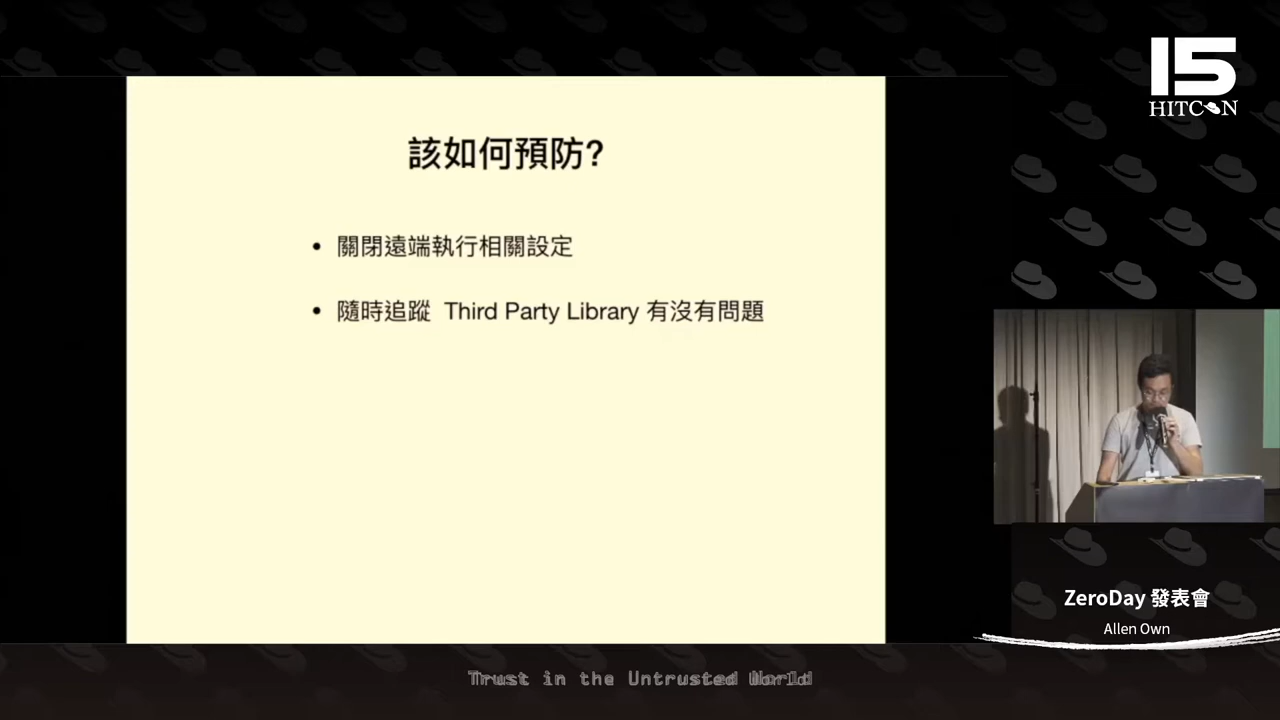 15
HITCON
該如何預防?
• 關閉遠端執行相關設定
• 隨時追蹤 Third Party Library 有沒有問題
ZeroDay 發表會
Allen Own
Trust in the Untrusted World